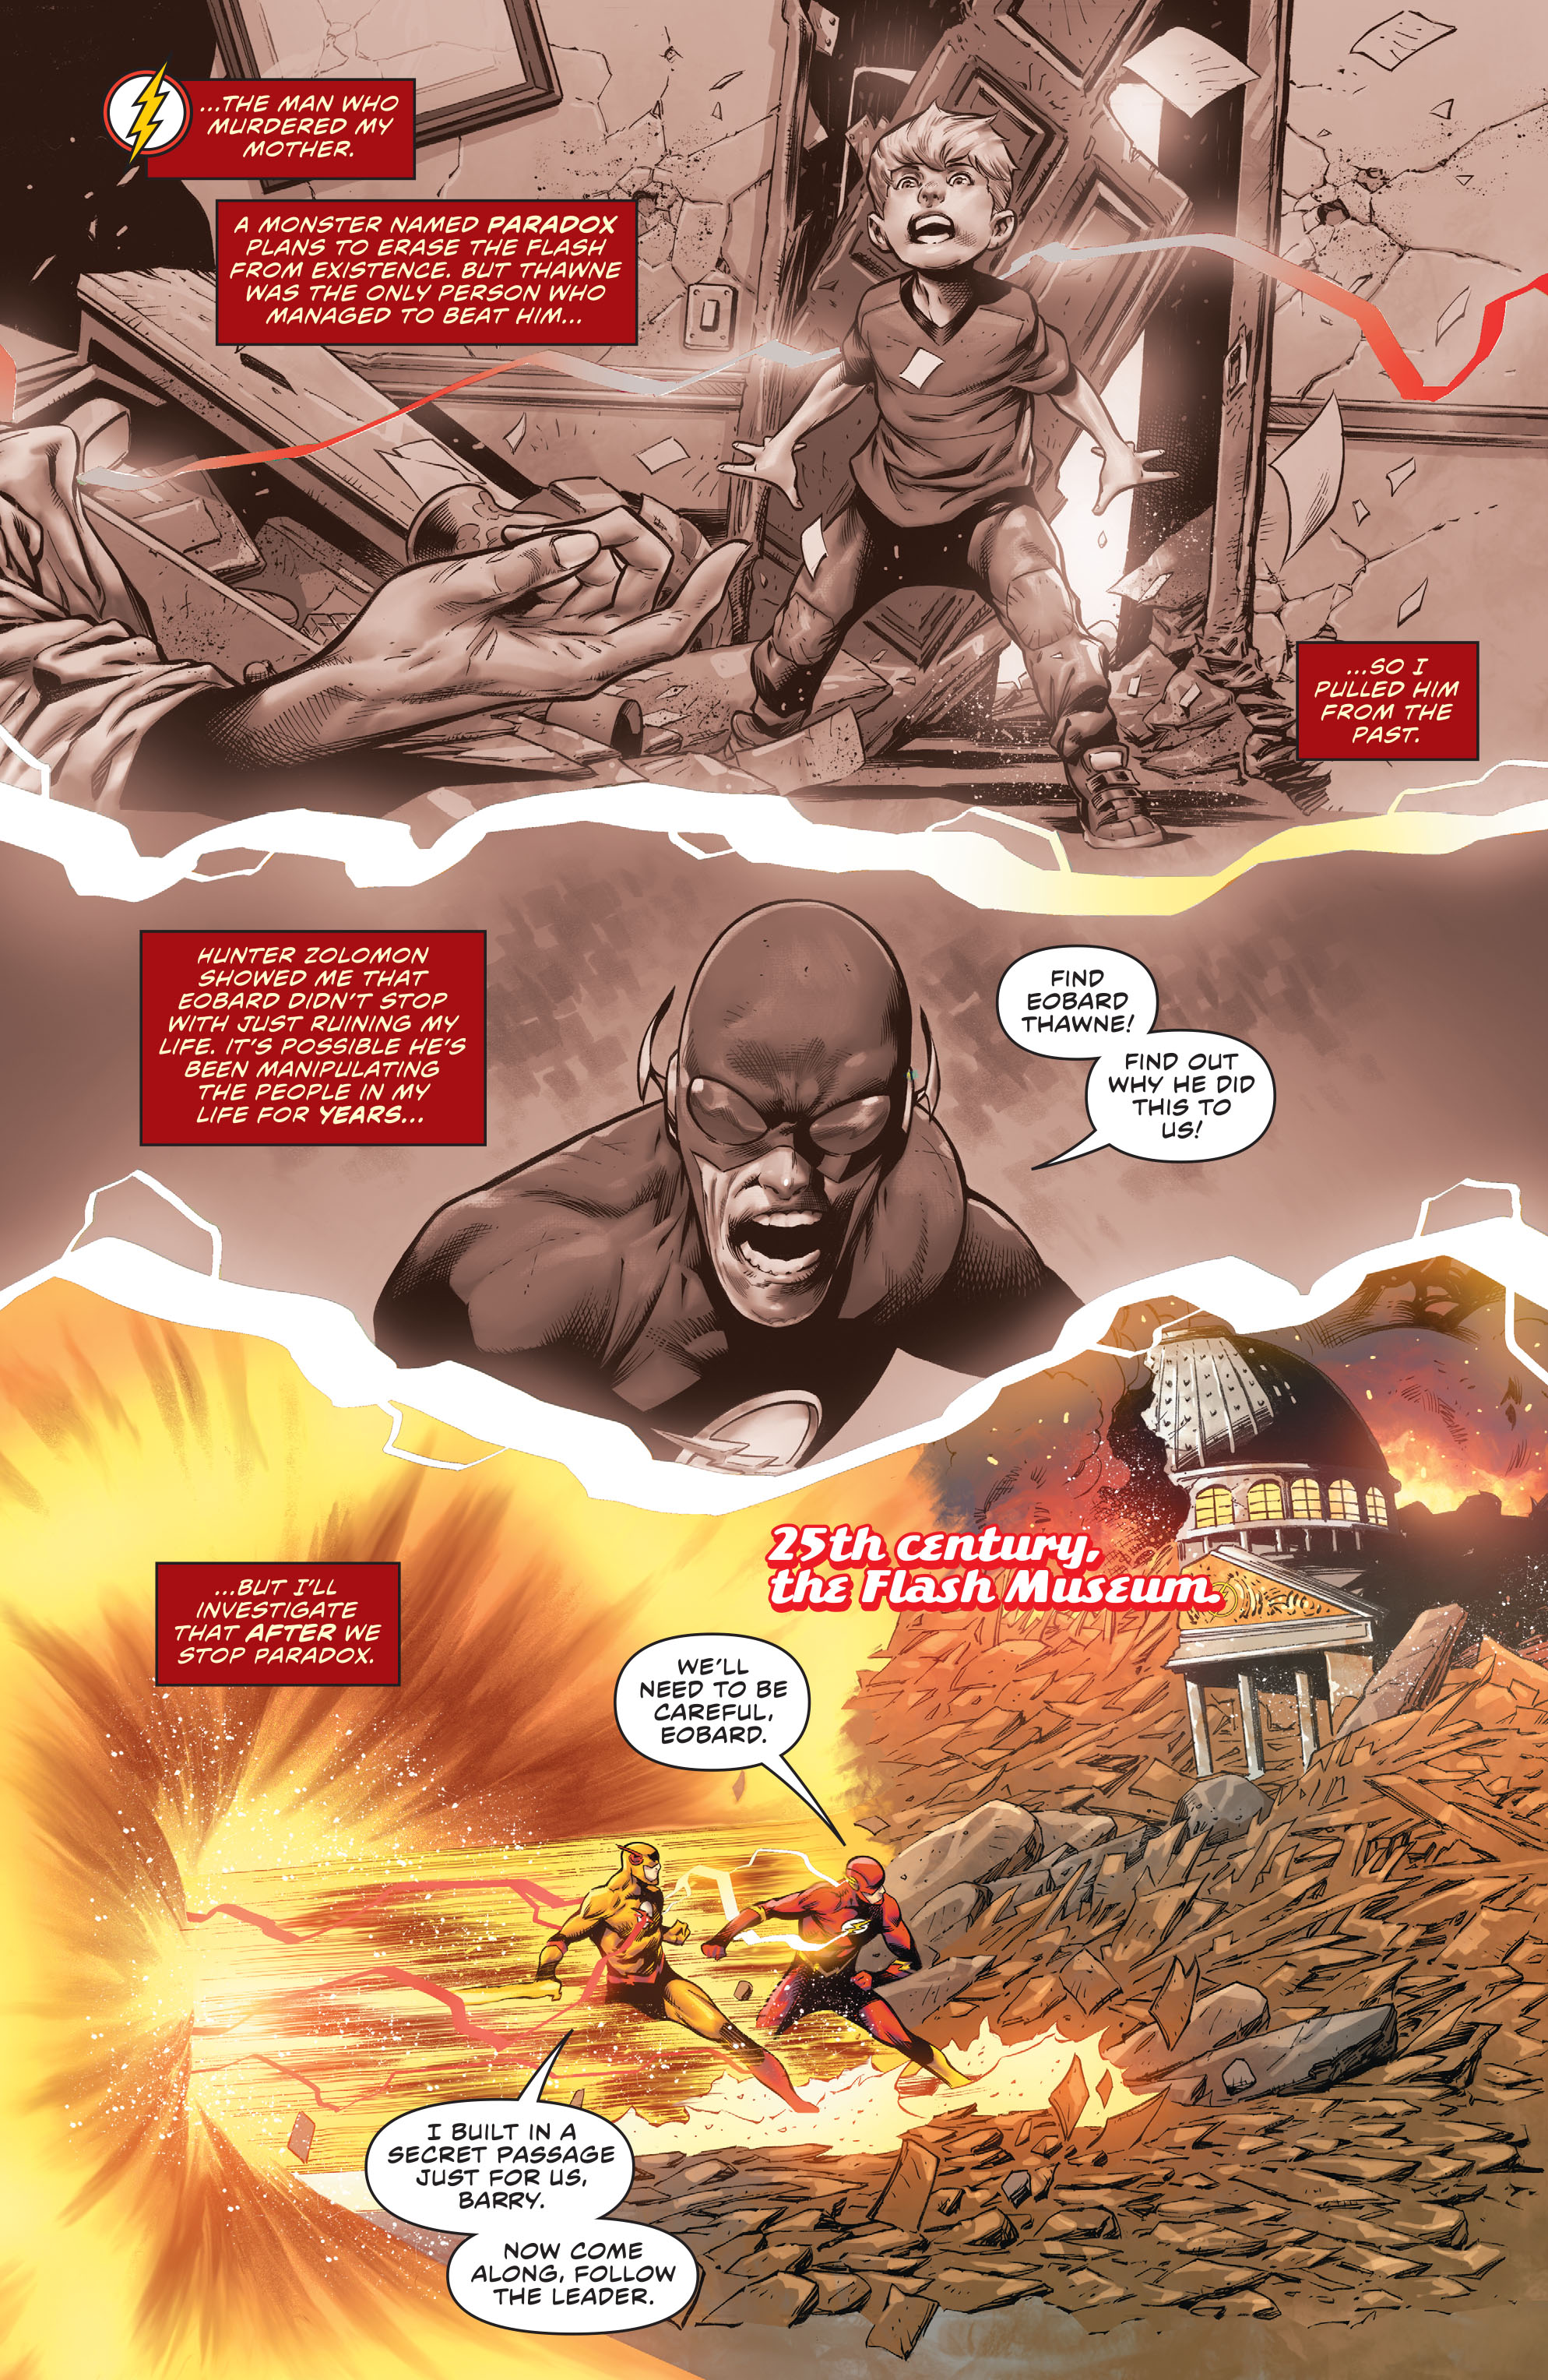 ...THE MAN WHO
MURDERED MY
MOTHER.
A MONSTER NAMED PARADOX
PLANS TO ERASE THE FLASH
FROM EXISTENCE. BUT THAWNE
WAS THE ONLY PERSON WHO
MANAGED TO BEAT HIM...
...SO I
PULLED HIM
FROM THE
PAST.
HUNTER ZOLOMON
SHOWED ME THAT
EOBARD DIDN'T STOP
WITH JUST RUINING MY
LIFE. IT'S POSSIBLE HE'S
BEEN MANIPULATING
THE PEOPLE IN MY
LIFE FOR YEARS...
FIND
EOBARD
THAWNE!
FIND OUT
WHY HE DID
THIS TO
US!
25th century,
the Flash Museum.
...BUT I'LL
INVESTIGATE
THAT AFTER WE
STOP PARADOX.
WE'LL
NEED TO BE
CAREFUL,
EOBARD.
I BUILT IN A
SECRET PASSAGE
JUST FOR US,
BARRY.
NOW COME
ALONG, FOLLOW
THE LEADER.